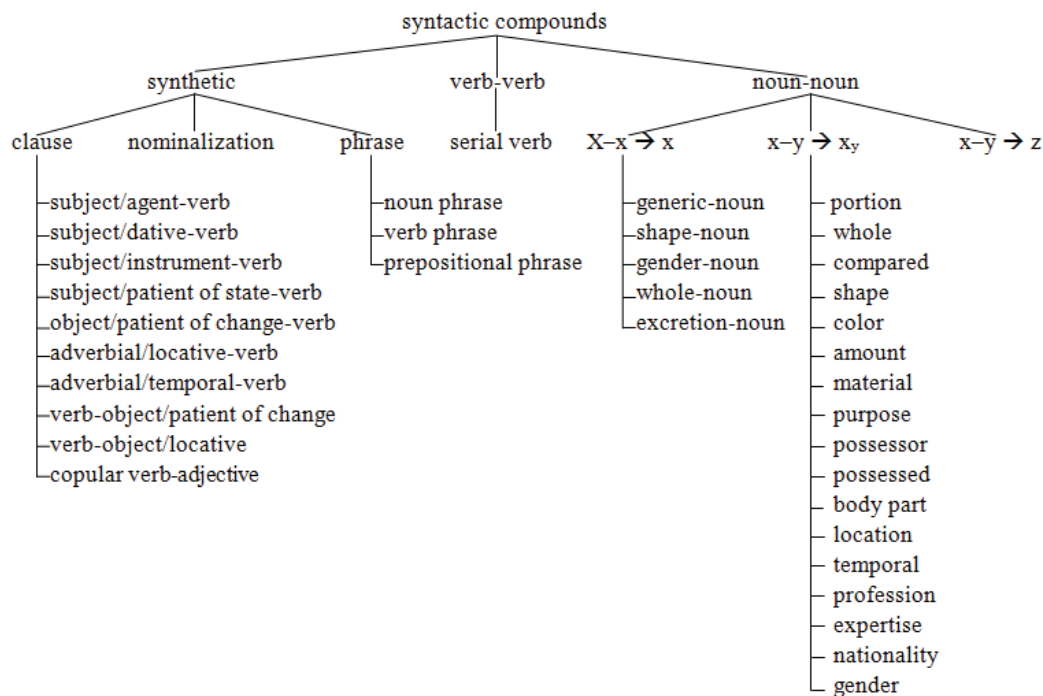 syntactic compounds
synthetic verb-verb noun-noun
clause nominalization phrase serial verb X–x → x x–y → xy x–y → z
subject/agent-verb noun phrase generic-noun portion
subject/dative-verb verb phrase shape-noun whole
subject/instrument-verb prepositional phrase gender-noun compared
subject/patient of state-verb whole-noun shape
object/patient of change-verb excretion-noun color
adverbial/locative-verb amount
adverbial/temporal-verb material
verb-object/patient of change purpose
verb-object/locative possessor
copular verb-adjective possessed
body part
location
temporal
profession
expertise
nationality
gender